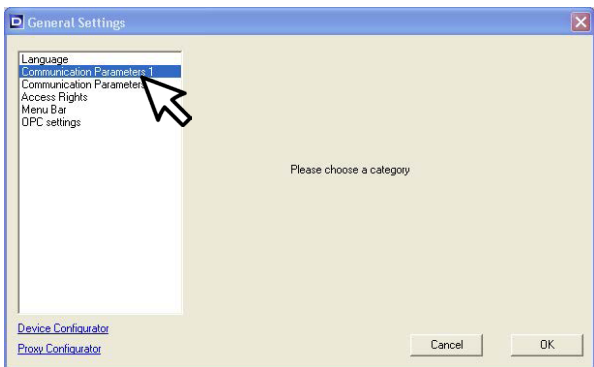 General Settings
Language
Communication Parameters 1
Communication Parameters
Access Rights
Menu Bar
OPC settings
Please choose a category
Device Configurator
Proxy Configurator
Cancel
OK